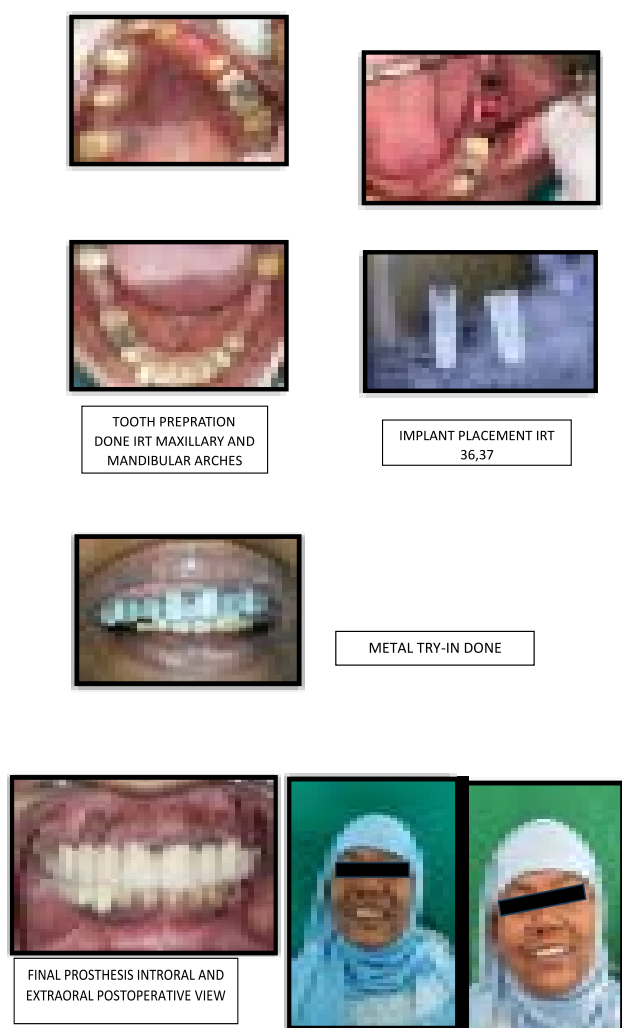 TOOTH PREPRATION
DONE IRT MAXILLARY AND
MANDIBULAR ARCHES
IMPLANT PLACEMENT IRT
36,37
METAL TRY-IN DONE
FINAL PROSTHESIS INTRORAL AND
EXTRAORAL POSTOPERATIVE VIEW